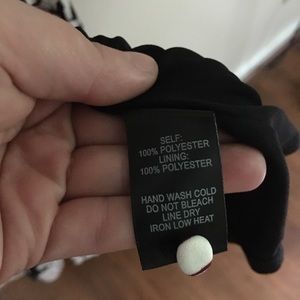 SELF:
100% POLYESTER
LINING:
100% POLYESTER
HAND WASH COLD
DO NOT BLEACH
LINE DRY
IRON LOW HEAT